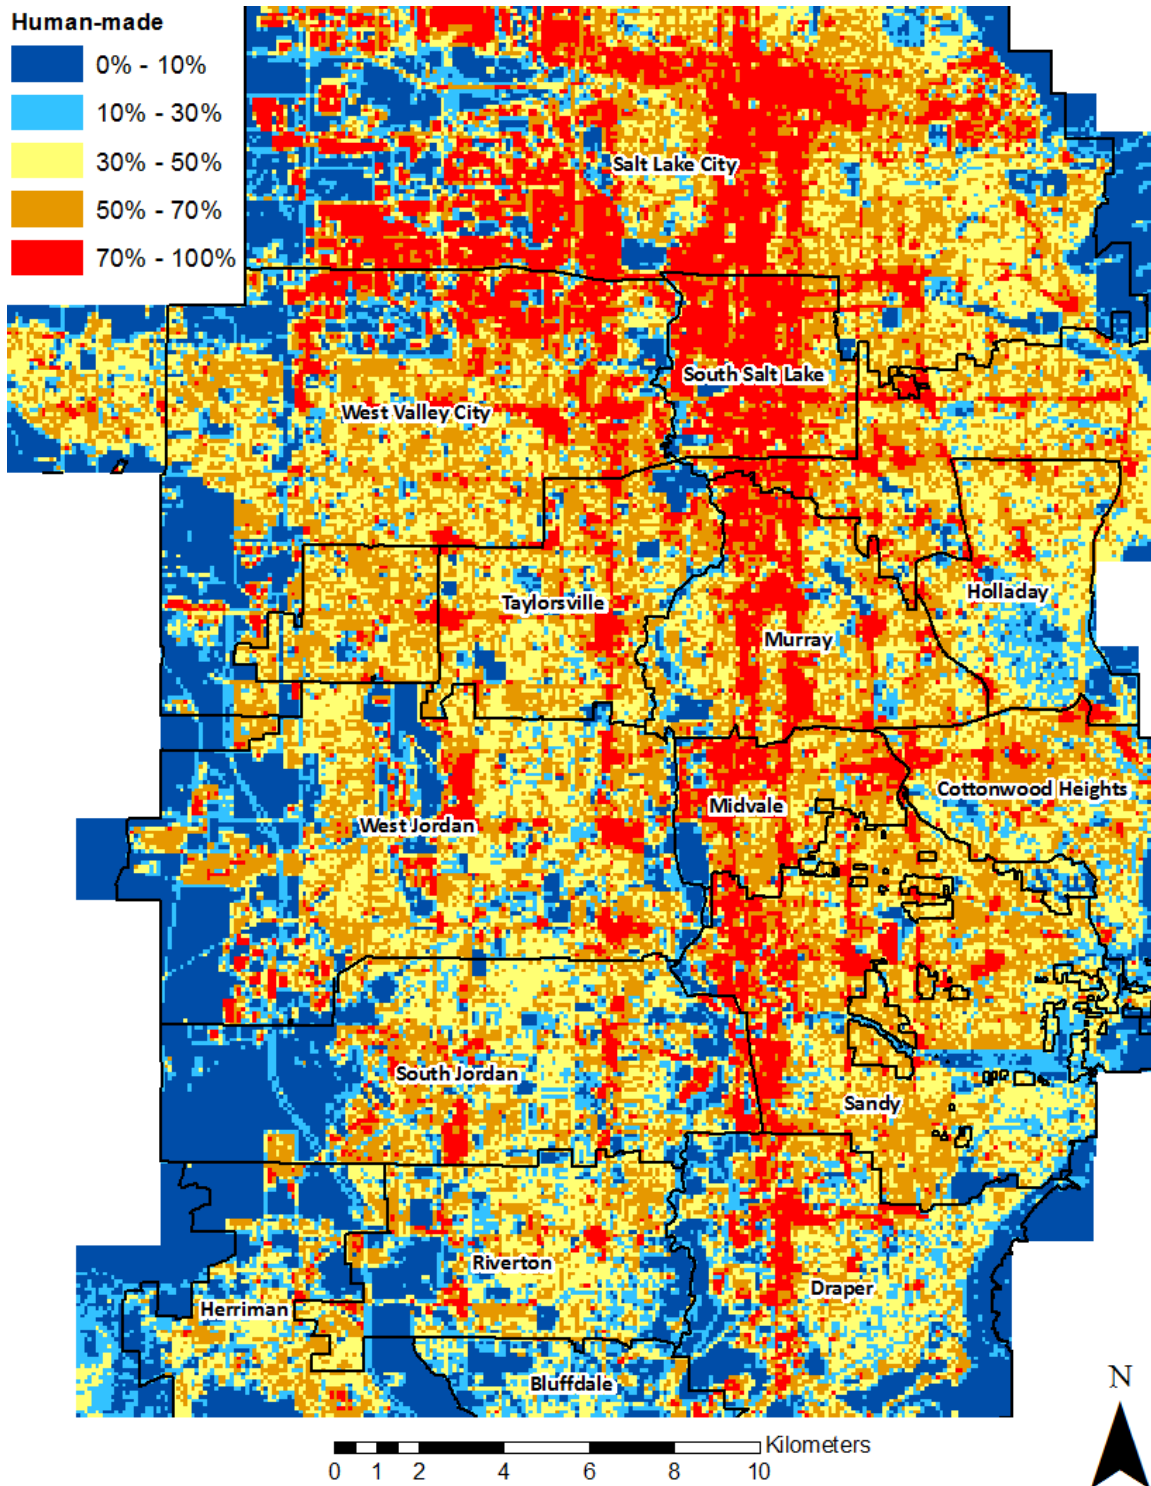 Human-made
0% - 10%
10% - 30%
30% - 50%
50% - 70%
70% - 100%
Salt Lake City
South Salt Lake
West Valley City
Taylorsville
Holladay
Murray
Cottonwood Heights
Midvale
West Jordan
South Jordan
Sandy
Riverton
Draper
Herriman
Bluffdale
N
Kilometers
0 1 2 4 6 8 10